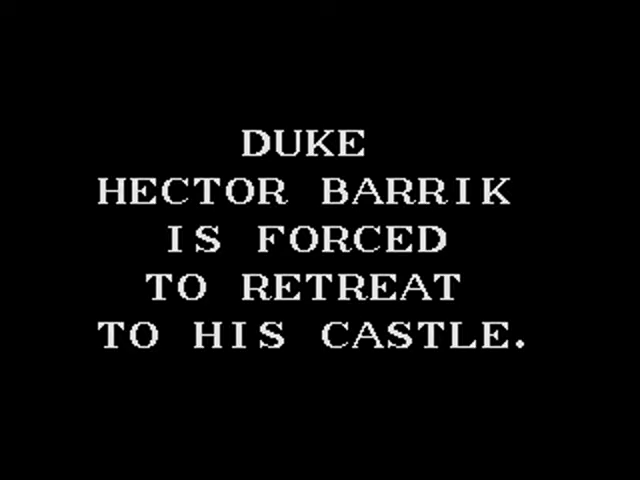 DUKE
HECTOR BARRIK
IS FORCED
TO RETREAT
TO HIS CASTLE.